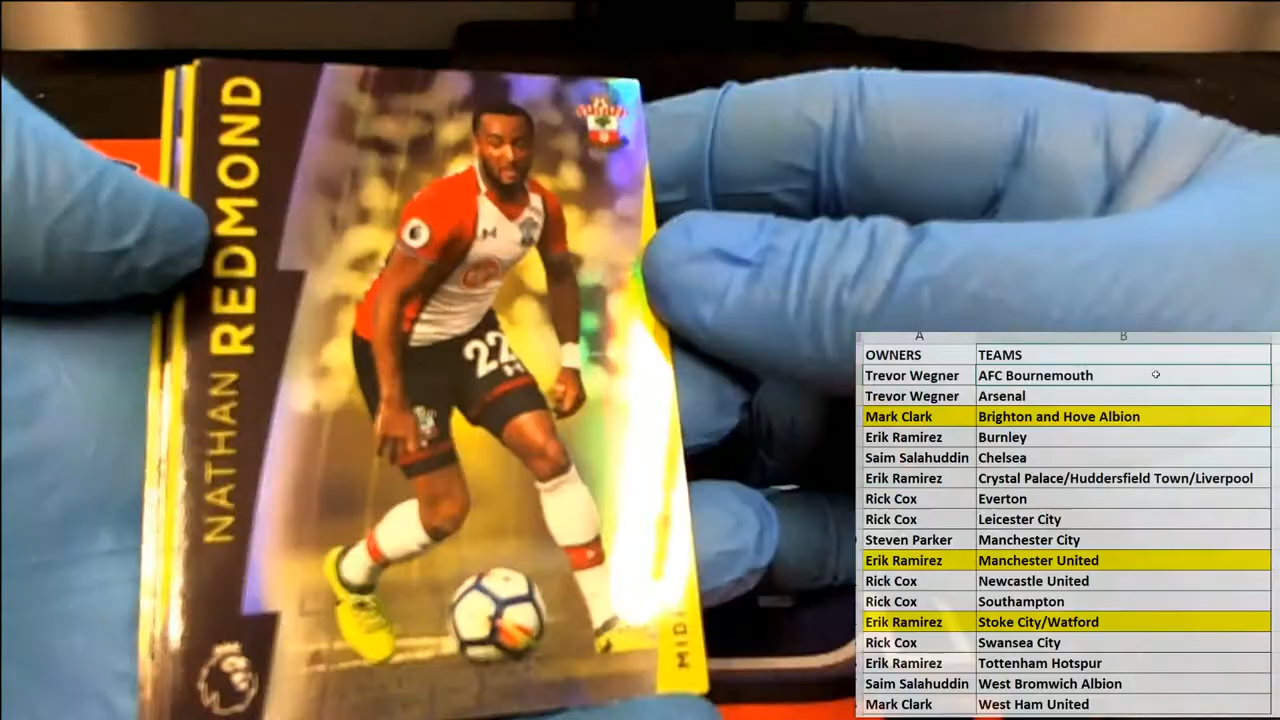 NATHAN REDMOND
22
MID
A B
OWNERS TEAMS
Trevor Wegner AFC Bournemouth
Trevor Wegner Arsenal
Mark Clark Brighton and Hove Albion
Erik Ramirez Burnley
Saim Salahuddin Chelsea
Erik Ramirez Crystal Palace/Huddersfield Town/Liverpool
Rick Cox Everton
Rick Cox Leicester City
Steven Parker Manchester City
Erik Ramirez Manchester United
Rick Cox Newcastle United
Rick Cox Southampton
Erik Ramirez Stoke City/Watford
Rick Cox Swansea City
Erik Ramirez Tottenham Hotspur
Saim Salahuddin West Bromwich Albion
Mark Clark West Ham United